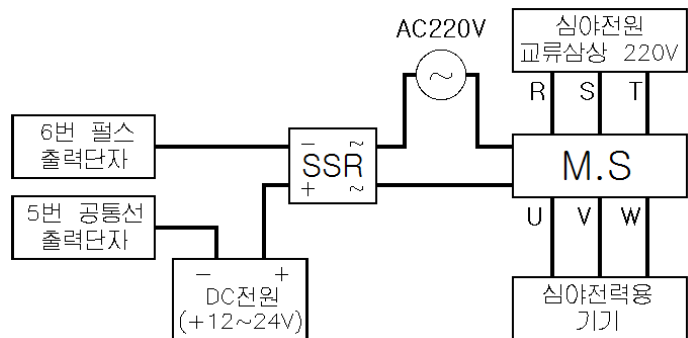 AC220V
심야전원
교류삼상 220V
R S T
6번 펄스
출력단자
- ~
SSR
+ ~
~
M.S
5번 공통선
출력단자
U V W
- +
DC전원
(+12~24V)
심야전력용
기기